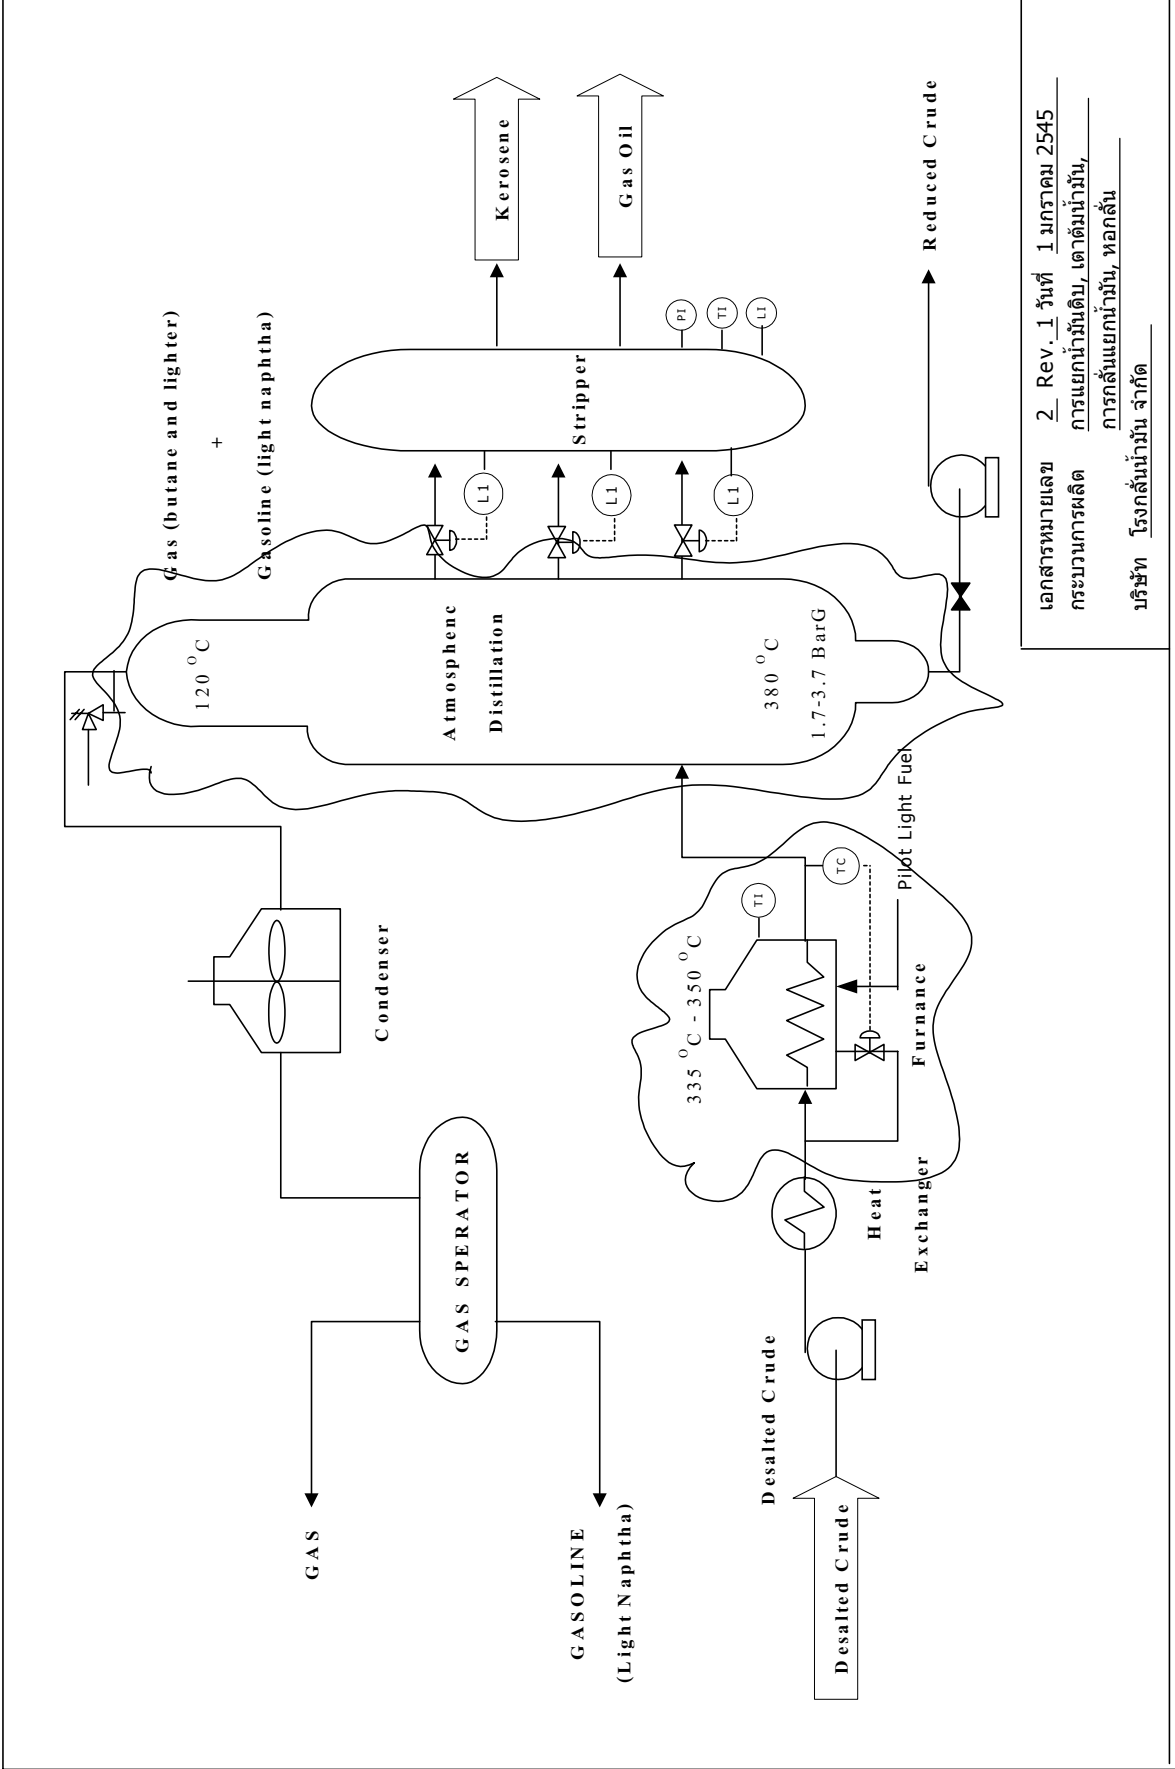 Gas (butane and lighter)
+
Gasoline (light naphtha)
120 °C
Atmosphenc
Distillation
380 °C
1.7-3.7 BarG
L1
L1
L1
Stripper
PI
TI
LI
Kerosene
Gas Oil
Reduced Crude
Condenser
GAS SPERATOR
GAS
GASOLINE
(Light Naphtha)
335 °C - 350 °C
TI
TC
Pilot Light Fuel
Furnance
Heat
Exchanger
Desalted Crude
Desalted Crude
เอกสารหมายเลข 2 Rev. 1 วันที่ 1 มกราคม 2545
กระบวนการผลิต การแยกน้ำมันดิบ, เตาต้มน้ำมัน,
การกลั่นแยกน้ำมัน, หอกลั่น
บริษัท โรงกลั่นน้ำมัน จำกัด